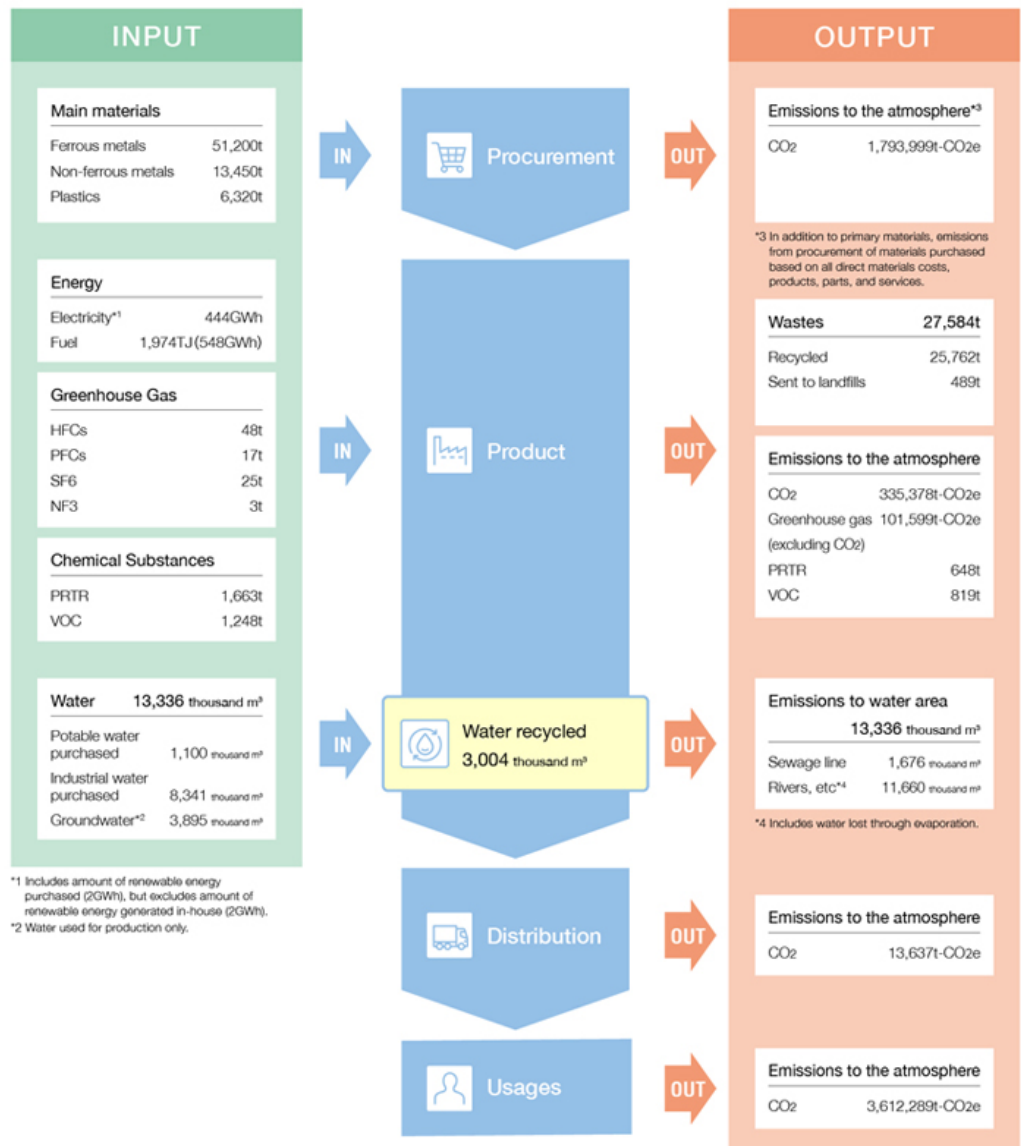 INPUT
Main materials
Ferrous metals 51,200t
Non-ferrous metals 13,450t
Plastics 6,320t
Energy
Electricity*1 444GWh
Fuel 1,974TJ(548GWh)
Greenhouse Gas
HFCs 48t
PFCs 17t
SF6 25t
NF3 3t
Chemical Substances
PRTR 1,663t
VOC 1,248t
Water 13,336 thousand m³
Potable water
purchased 1,100 thousand m³
Industrial water
purchased 8,341 thousand m³
Groundwater*2 3,895 thousand m³
*1 Includes amount of renewable energy
purchased (2GWh), but excludes amount of
renewable energy generated in-house (2GWh).
*2 Water used for production only.
IN
Procurement
OUT
IN
Product
OUT
IN
Water recycled
3,004 thousand m³
OUT
Distribution
OUT
Usages
OUT
OUTPUT
Emissions to the atmosphere*3
CO2 1,793,999t-CO2e
*3 In addition to primary materials, emissions
from procurement of materials purchased
based on all direct materials costs,
products, parts, and services.
Wastes 27,584t
Recycled 25,762t
Sent to landfills 489t
Emissions to the atmosphere
CO2 335,378t-CO2e
Greenhouse gas 101,599t-CO2e
(excluding CO2)
PRTR 648t
VOC 819t
Emissions to water area
13,336 thousand m³
Sewage line 1,676 thousand m³
Rivers, etc*4 11,660 thousand m³
*4 Includes water lost through evaporation.
Emissions to the atmosphere
CO2 13,637t-CO2e
Emissions to the atmosphere
CO2 3,612,289t-CO2e